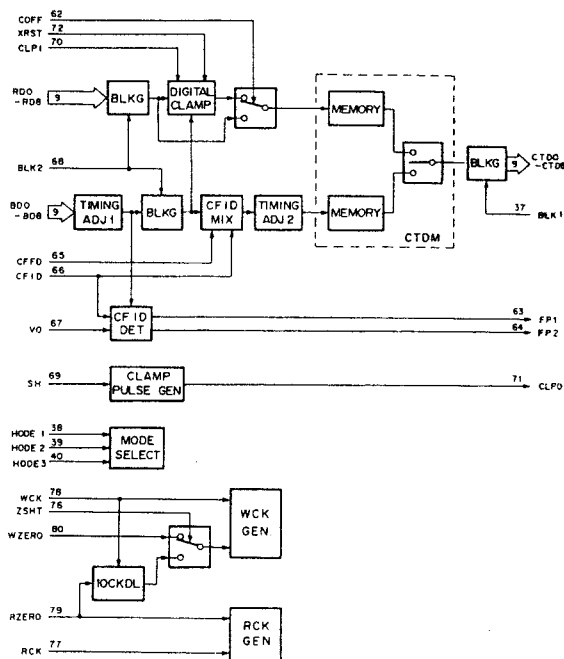 COFF 62
XRST 72
CLP1 70
RD0
-RD8
9
BLKG
DIGITAL
CLAMP
MEMORY
BLK2 68
BLKG
9
CTD0
-CTD8
BD0
-BD8
9
TIMING
ADJ 1
BLKG
CFID
MIX
TIMING
ADJ 2
MEMORY
37
BLK1
CTDM
CFFD 65
CFID 66
CFID
DET
63
FP1
64
FP2
VD 67
SH 69
CLAMP
PULSE GEN
71
CLPO
MODE 1 38
MODE 2 39
MODE 3 40
MODE
SELECT
WCK 78
ZSHT 76
WZERO 80
WCK
GEN
10CKDL
RZERO 79
RCK
GEN
RCK 77